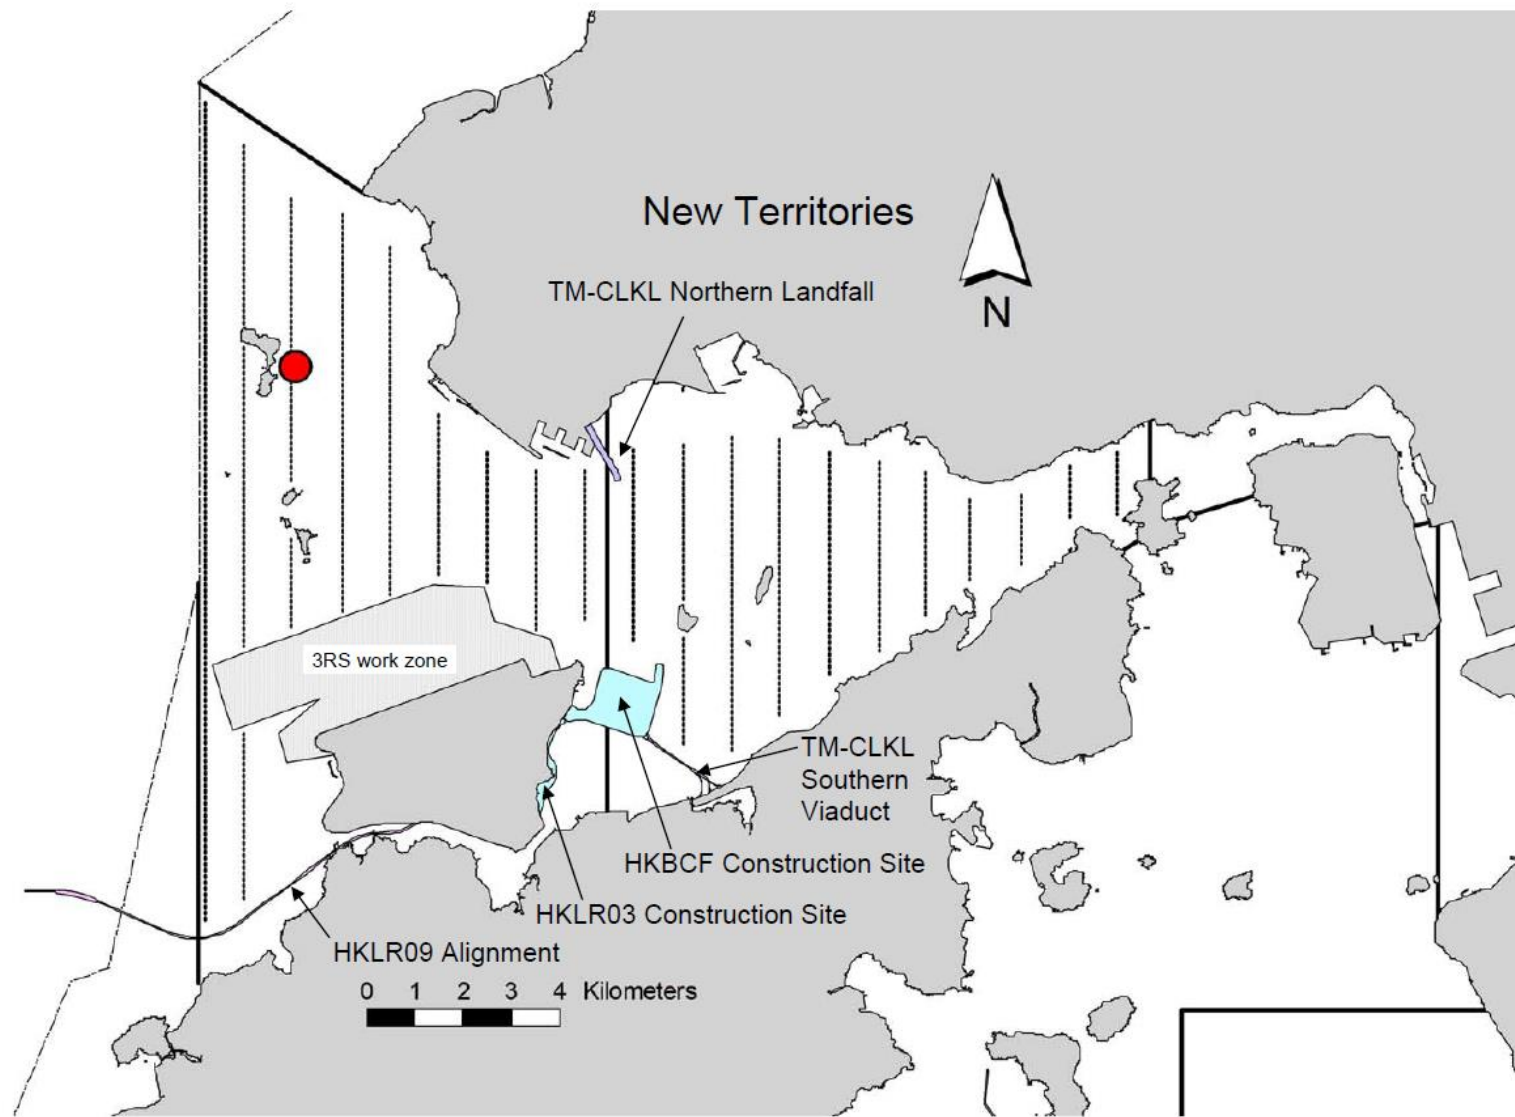 New Territories
TM-CLKL Northern Landfall
N
3RS work zone
TM-CLKL
Southern
Viaduct
HKBCF Construction Site
HKLR03 Construction Site
HKLR09 Alignment
0 1 2 3 4 Kilometers